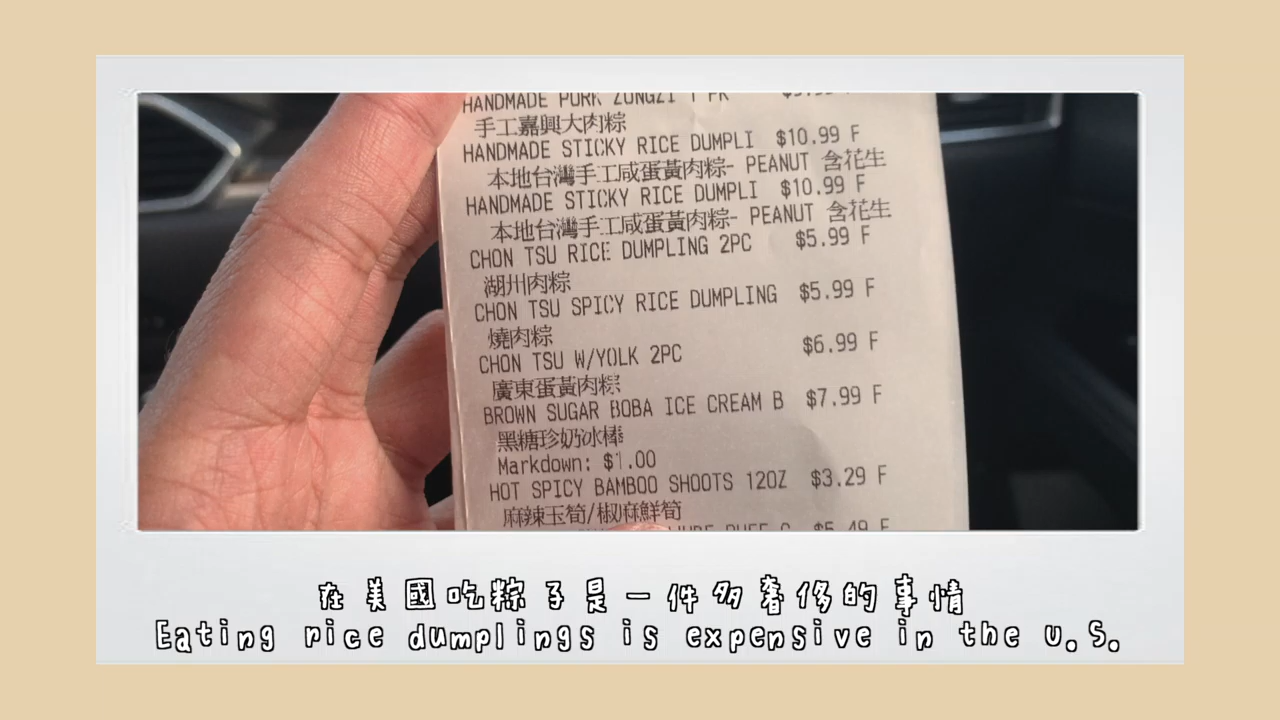 HANDMADE PORK ZONGZI 1 PK
手工嘉興大肉粽
HANDMADE STICKY RICE DUMPLI $10.99 F
本地台灣手工咸蛋黃肉粽- PEANUT 含花生
HANDMADE STICKY RICE DUMPLI $10.99 F
本地台灣手工咸蛋黃肉粽- PEANUT 含花生
CHON TSU RICE DUMPLING 2PC $5.99 F
湖州肉粽
CHON TSU SPICY RICE DUMPLING $5.99 F
燒肉粽
CHON TSU W/YOLK 2PC $6.99 F
廣東蛋黃肉粽
BROWN SUGAR BOBA ICE CREAM B $7.99 F
黑糖珍奶冰棒
Markdown: $1.00
HOT SPICY BAMBOO SHOOTS 12OZ $3.29 F
麻辣玉筍/椒麻鮮筍
$5.49 F
在美國吃粽子是一件多奢侈的事情
Eating rice dumplings is expensive in the U.S.